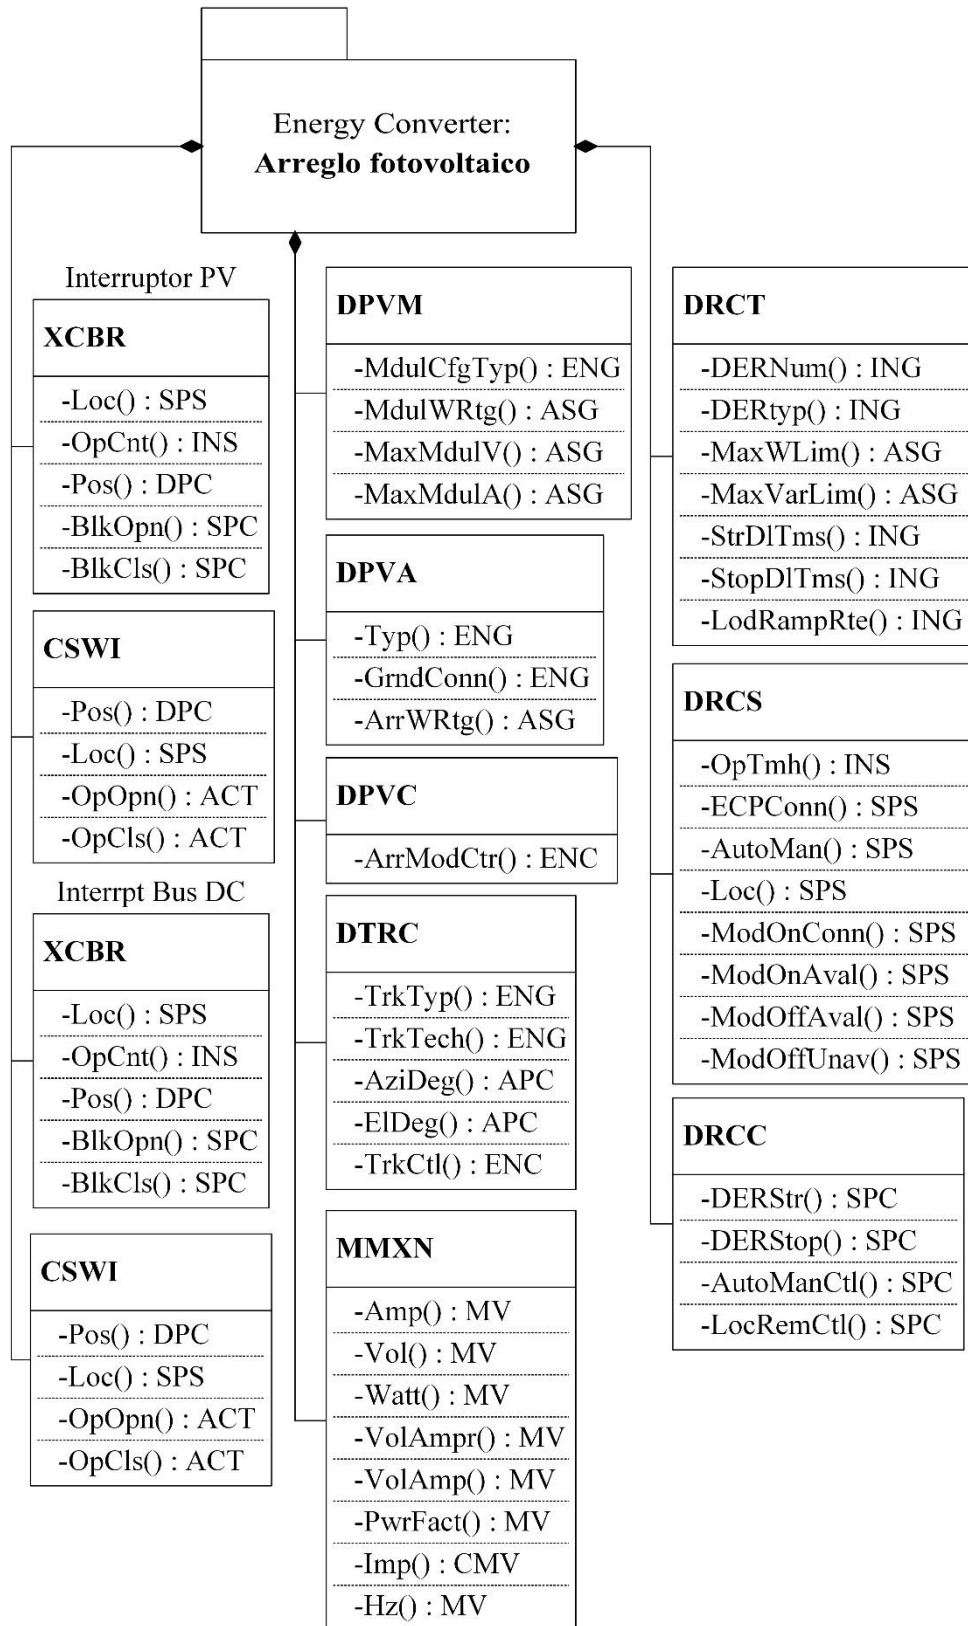 Energy Converter:
Arreglo fotovoltaico
Interruptor PV
XCBR
-Loc() : SPS
-OpCnt() : INS
-Pos() : DPC
-BlkOpn() : SPC
-BlkCls() : SPC
CSWI
-Pos() : DPC
-Loc() : SPS
-OpOpn() : ACT
-OpCls() : ACT
Interrpt Bus DC
XCBR
-Loc() : SPS
-OpCnt() : INS
-Pos() : DPC
-BlkOpn() : SPC
-BlkCls() : SPC
CSWI
-Pos() : DPC
-Loc() : SPS
-OpOpn() : ACT
-OpCls() : ACT
DPVM
-MdulCfgTyp() : ENG
-MdulWRtg() : ASG
-MaxMdulV() : ASG
-MaxMdulA() : ASG
DPVA
-Typ() : ENG
-GrndConn() : ENG
-ArrWRtg() : ASG
DPVC
-ArrModCtr() : ENC
DTRC
-TrkTyp() : ENG
-TrkTech() : ENG
-AziDeg() : APC
-ElDeg() : APC
-TrkCtl() : ENC
MMXN
-Amp() : MV
-Vol() : MV
-Watt() : MV
-VolAmpr() : MV
-VolAmp() : MV
-PwrFact() : MV
-Imp() : CMV
-Hz() : MV
DRCT
-DERNum() : ING
-DERtyp() : ING
-MaxWLim() : ASG
-MaxVarLim() : ASG
-StrDlTms() : ING
-StopDlTms() : ING
-LodRampRte() : ING
DRCS
-OpTmh() : INS
-ECPConn() : SPS
-AutoMan() : SPS
-Loc() : SPS
-ModOnConn() : SPS
-ModOnAval() : SPS
-ModOffAval() : SPS
-ModOffUnav() : SPS
DRCC
-DERStr() : SPC
-DERStop() : SPC
-AutoManCtl() : SPC
-LocRemCtl() : SPC